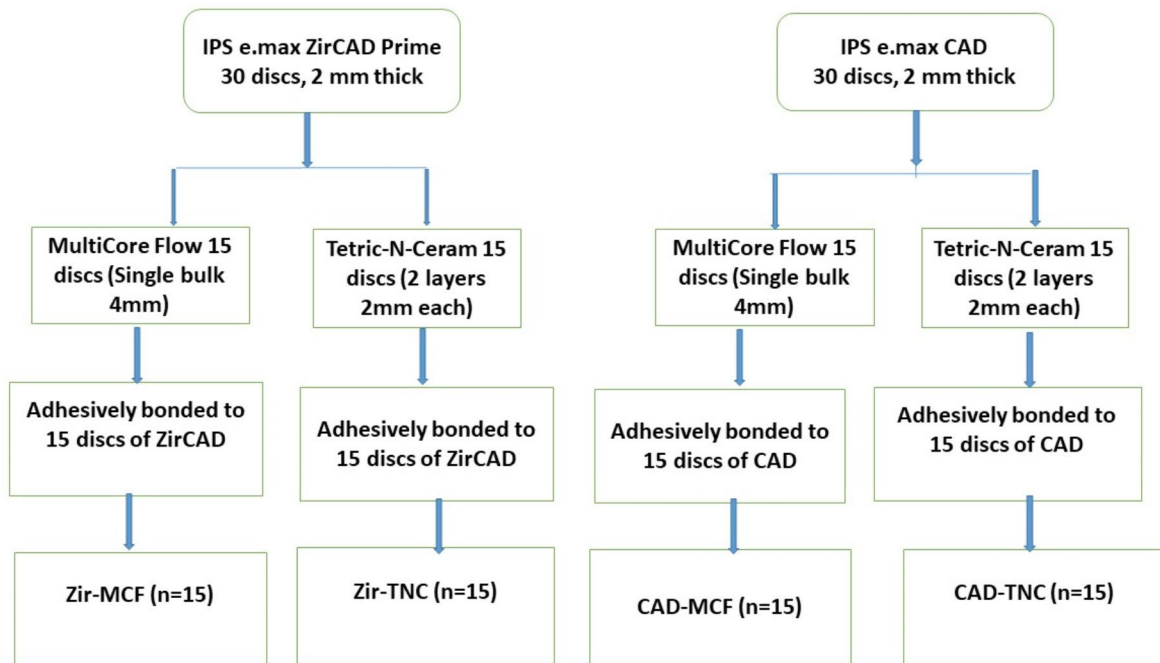 IPS e.max ZirCAD Prime
30 discs, 2 mm thick
IPS e.max CAD
30 discs, 2 mm thick
MultiCore Flow 15
discs (Single bulk
4mm)
Tetric-N-Ceram 15
discs (2 layers
2mm each)
MultiCore Flow 15
discs (Single bulk
4mm)
Tetric-N-Ceram 15
discs (2 layers
2mm each)
Adhesively bonded to
15 discs of ZirCAD
Adhesively bonded to
15 discs of ZirCAD
Adhesively bonded to
15 discs of CAD
Adhesively bonded to
15 discs of CAD
Zir-MCF (n=15)
Zir-TNC (n=15)
CAD-MCF (n=15)
CAD-TNC (n=15)